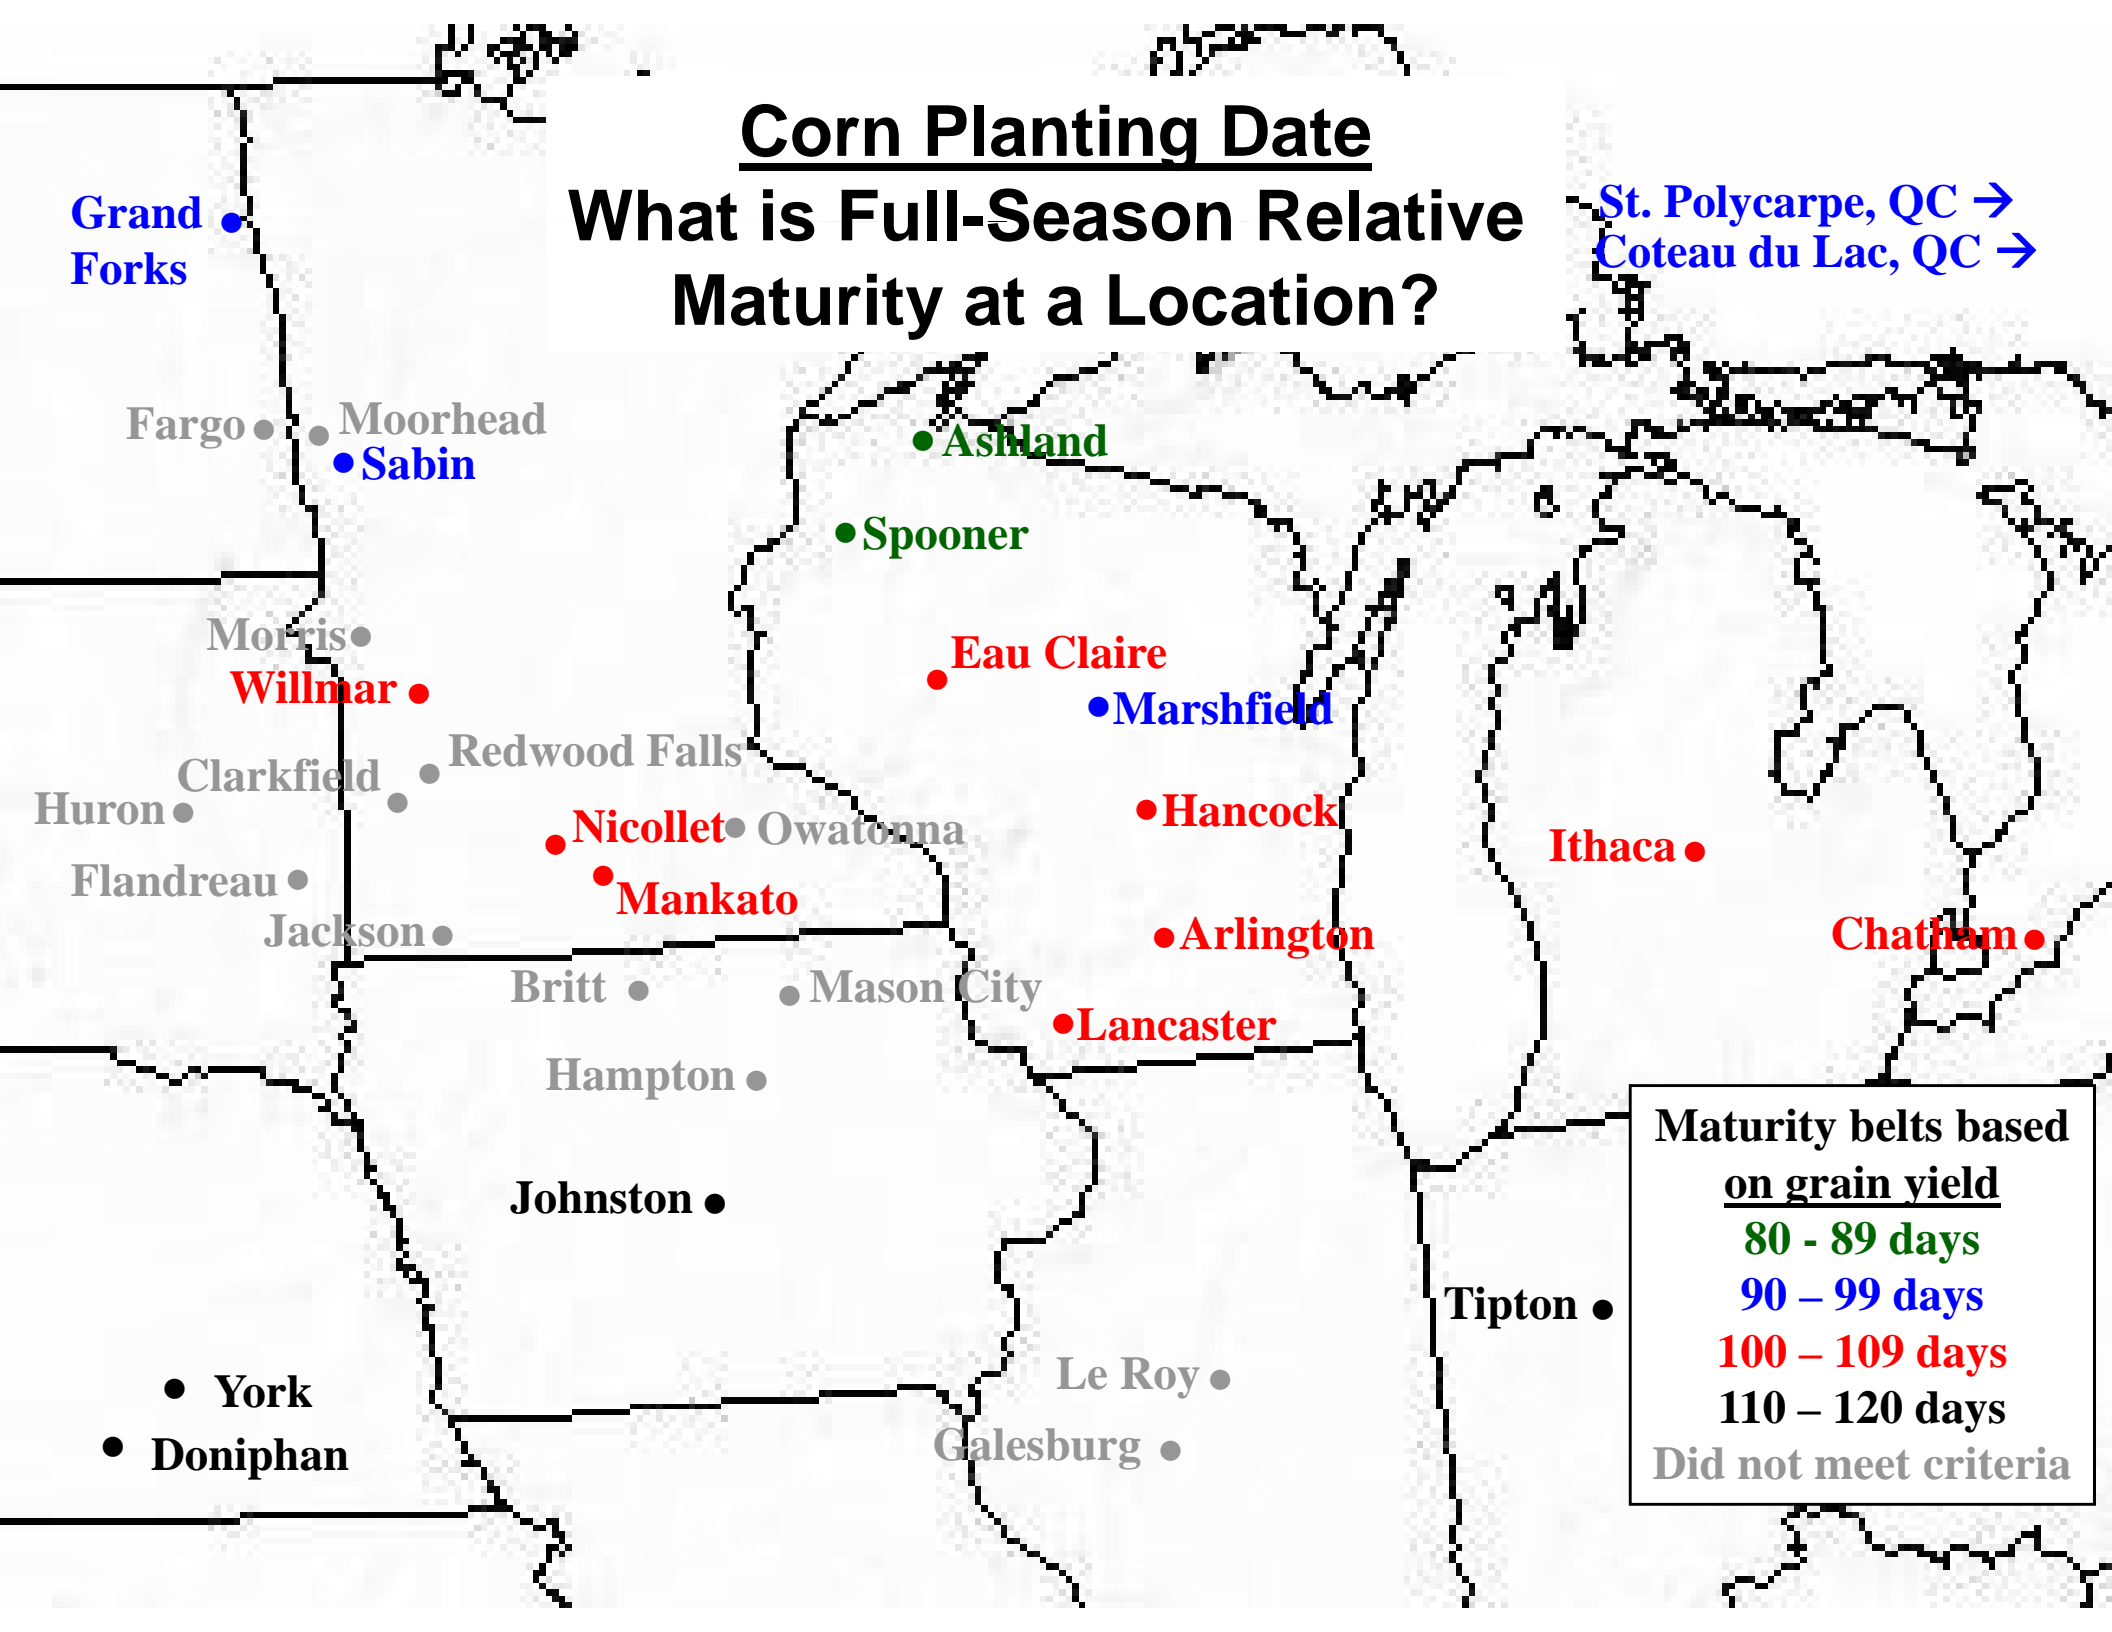 Corn Planting Date
What is Full-Season Relative
Maturity at a Location?
St. Polycarpe, QC →
Coteau du Lac, QC →
Grand
Forks
Fargo
Moorhead
Sabin
Ashland
Spooner
Morris
Willmar
Eau Claire
Marshfield
Redwood Falls
Clarkfield
Huron
Nicollet
Owatonna
Hancock
Ithaca
Flandreau
Mankato
Jackson
Arlington
Chatham
Britt
Mason City
Lancaster
Hampton
Johnston
Tipton
Le Roy
York
Galesburg
Doniphan
Maturity belts based
on grain yield
80 - 89 days
90 – 99 days
100 – 109 days
110 – 120 days
Did not meet criteria